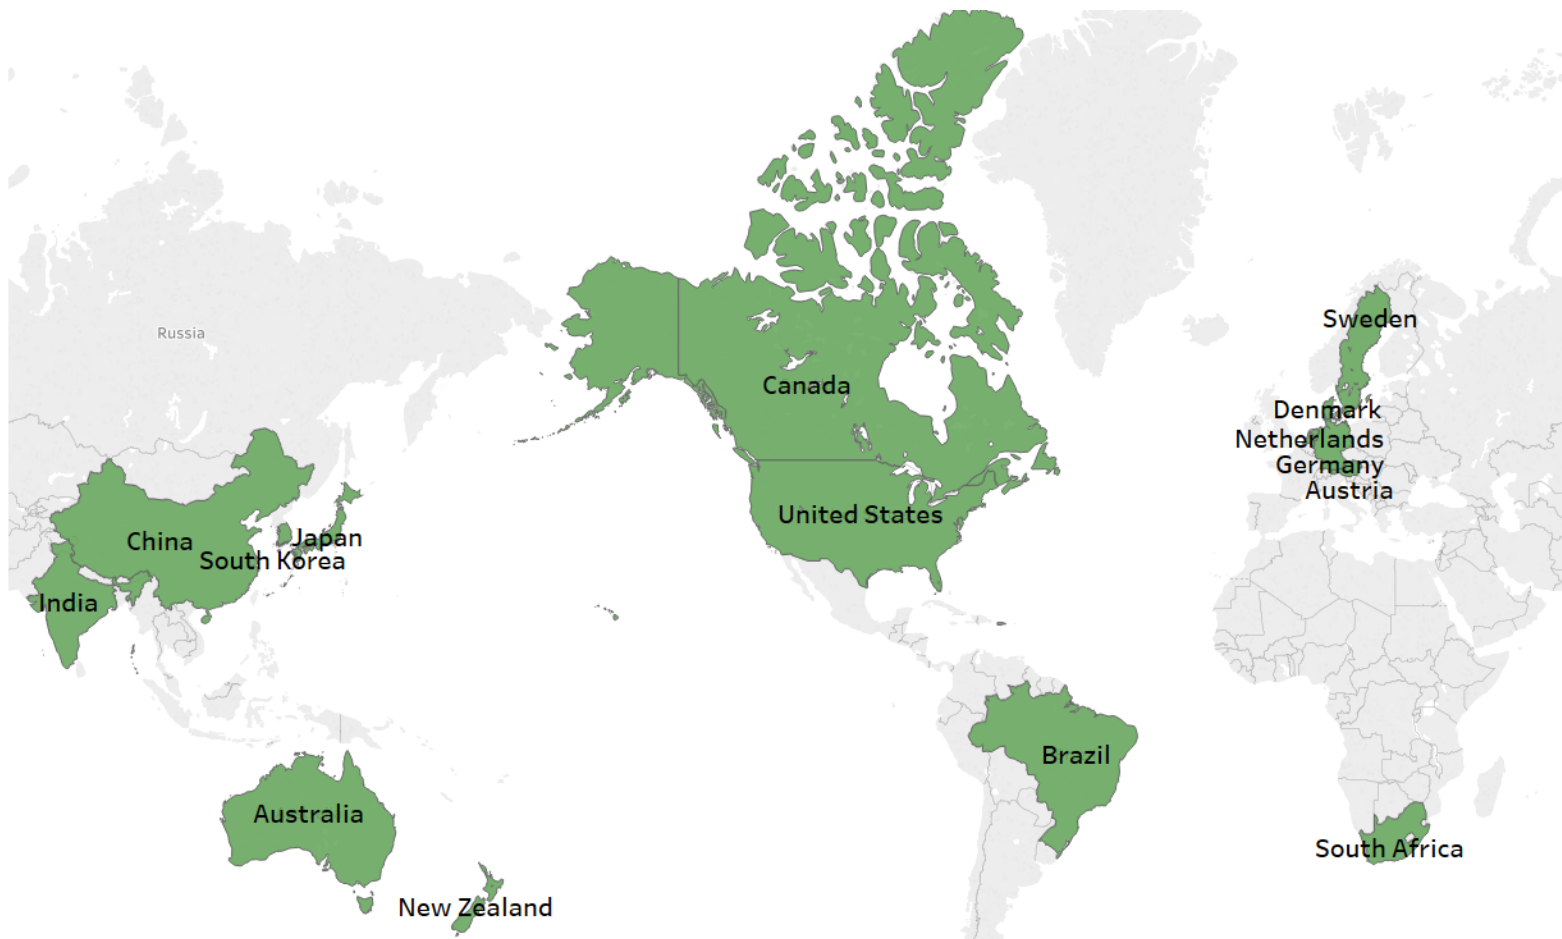 Sweden
Russia
Canada
Denmark
Netherlands
Germany
Austria
United States
Japan
China
South Korea
India
Brazil
Australia
South Africa
New Zealand